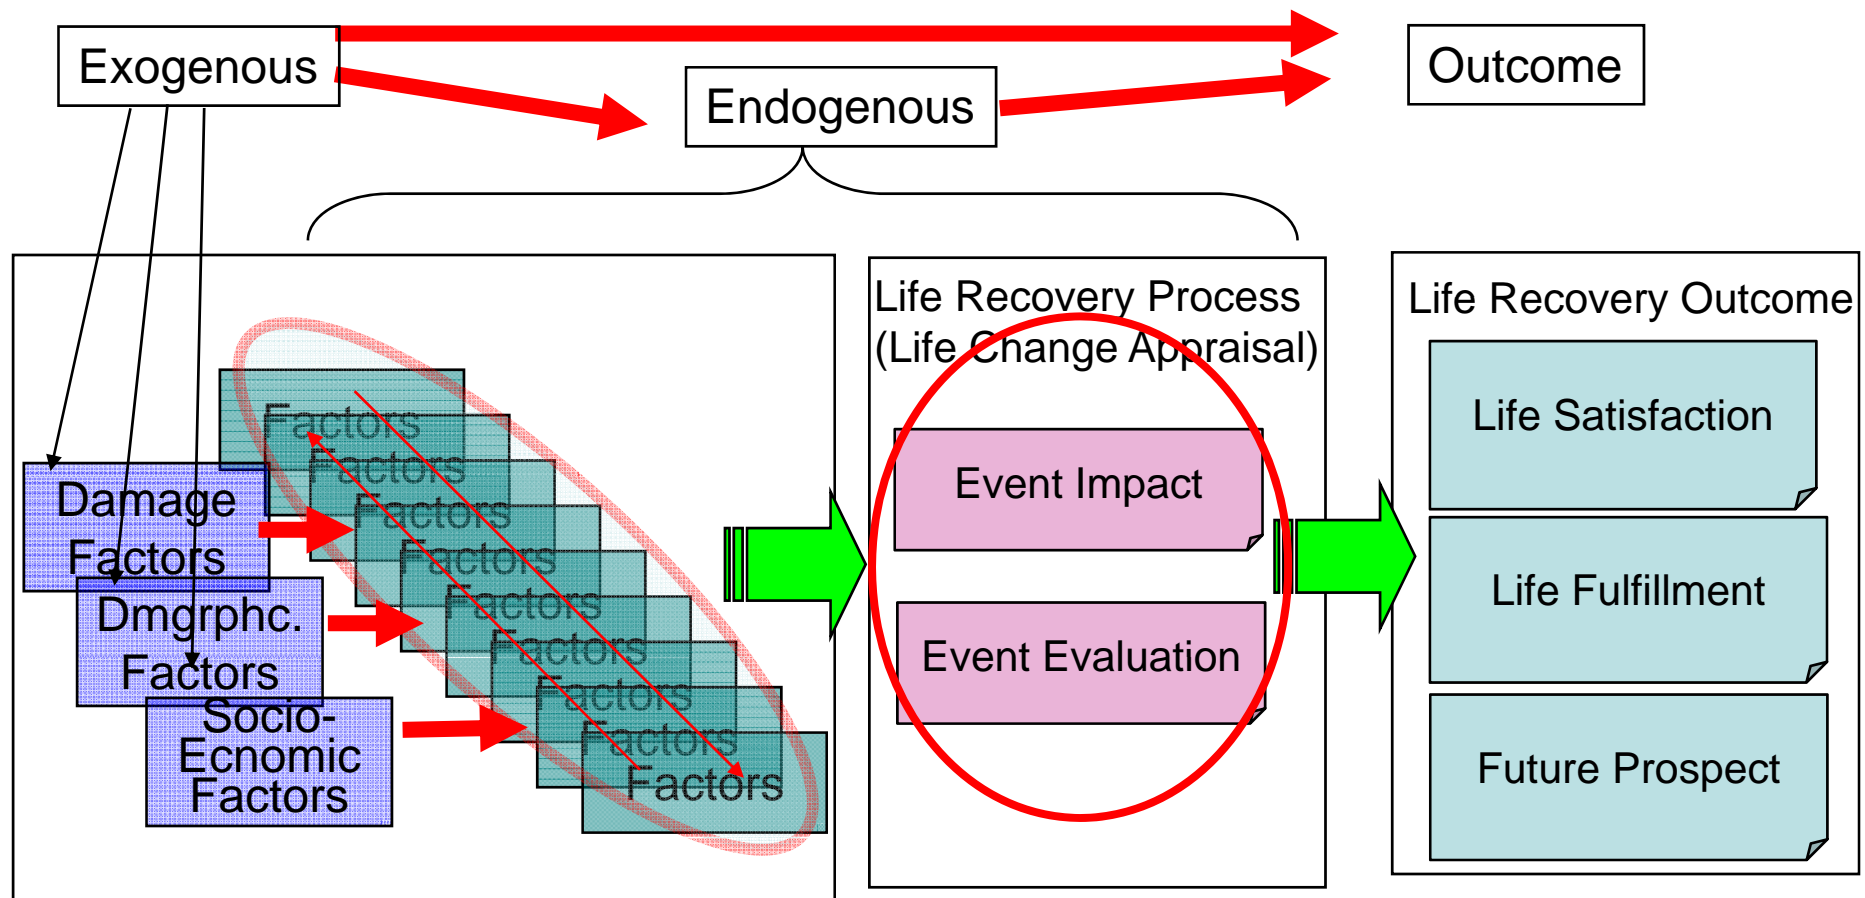 Exogenous
Endogenous
Outcome
Damage
Factors
Dmgrphc.
Factors
Socio-
Ecnomic
Factors
Factors
Factors
Factors
Factors
Factors
Factors
Factors
Factors
Factors
Life Recovery Process
(Life Change Appraisal)
Event Impact
Event Evaluation
Life Recovery Outcome
Life Satisfaction
Life Fulfillment
Future Prospect